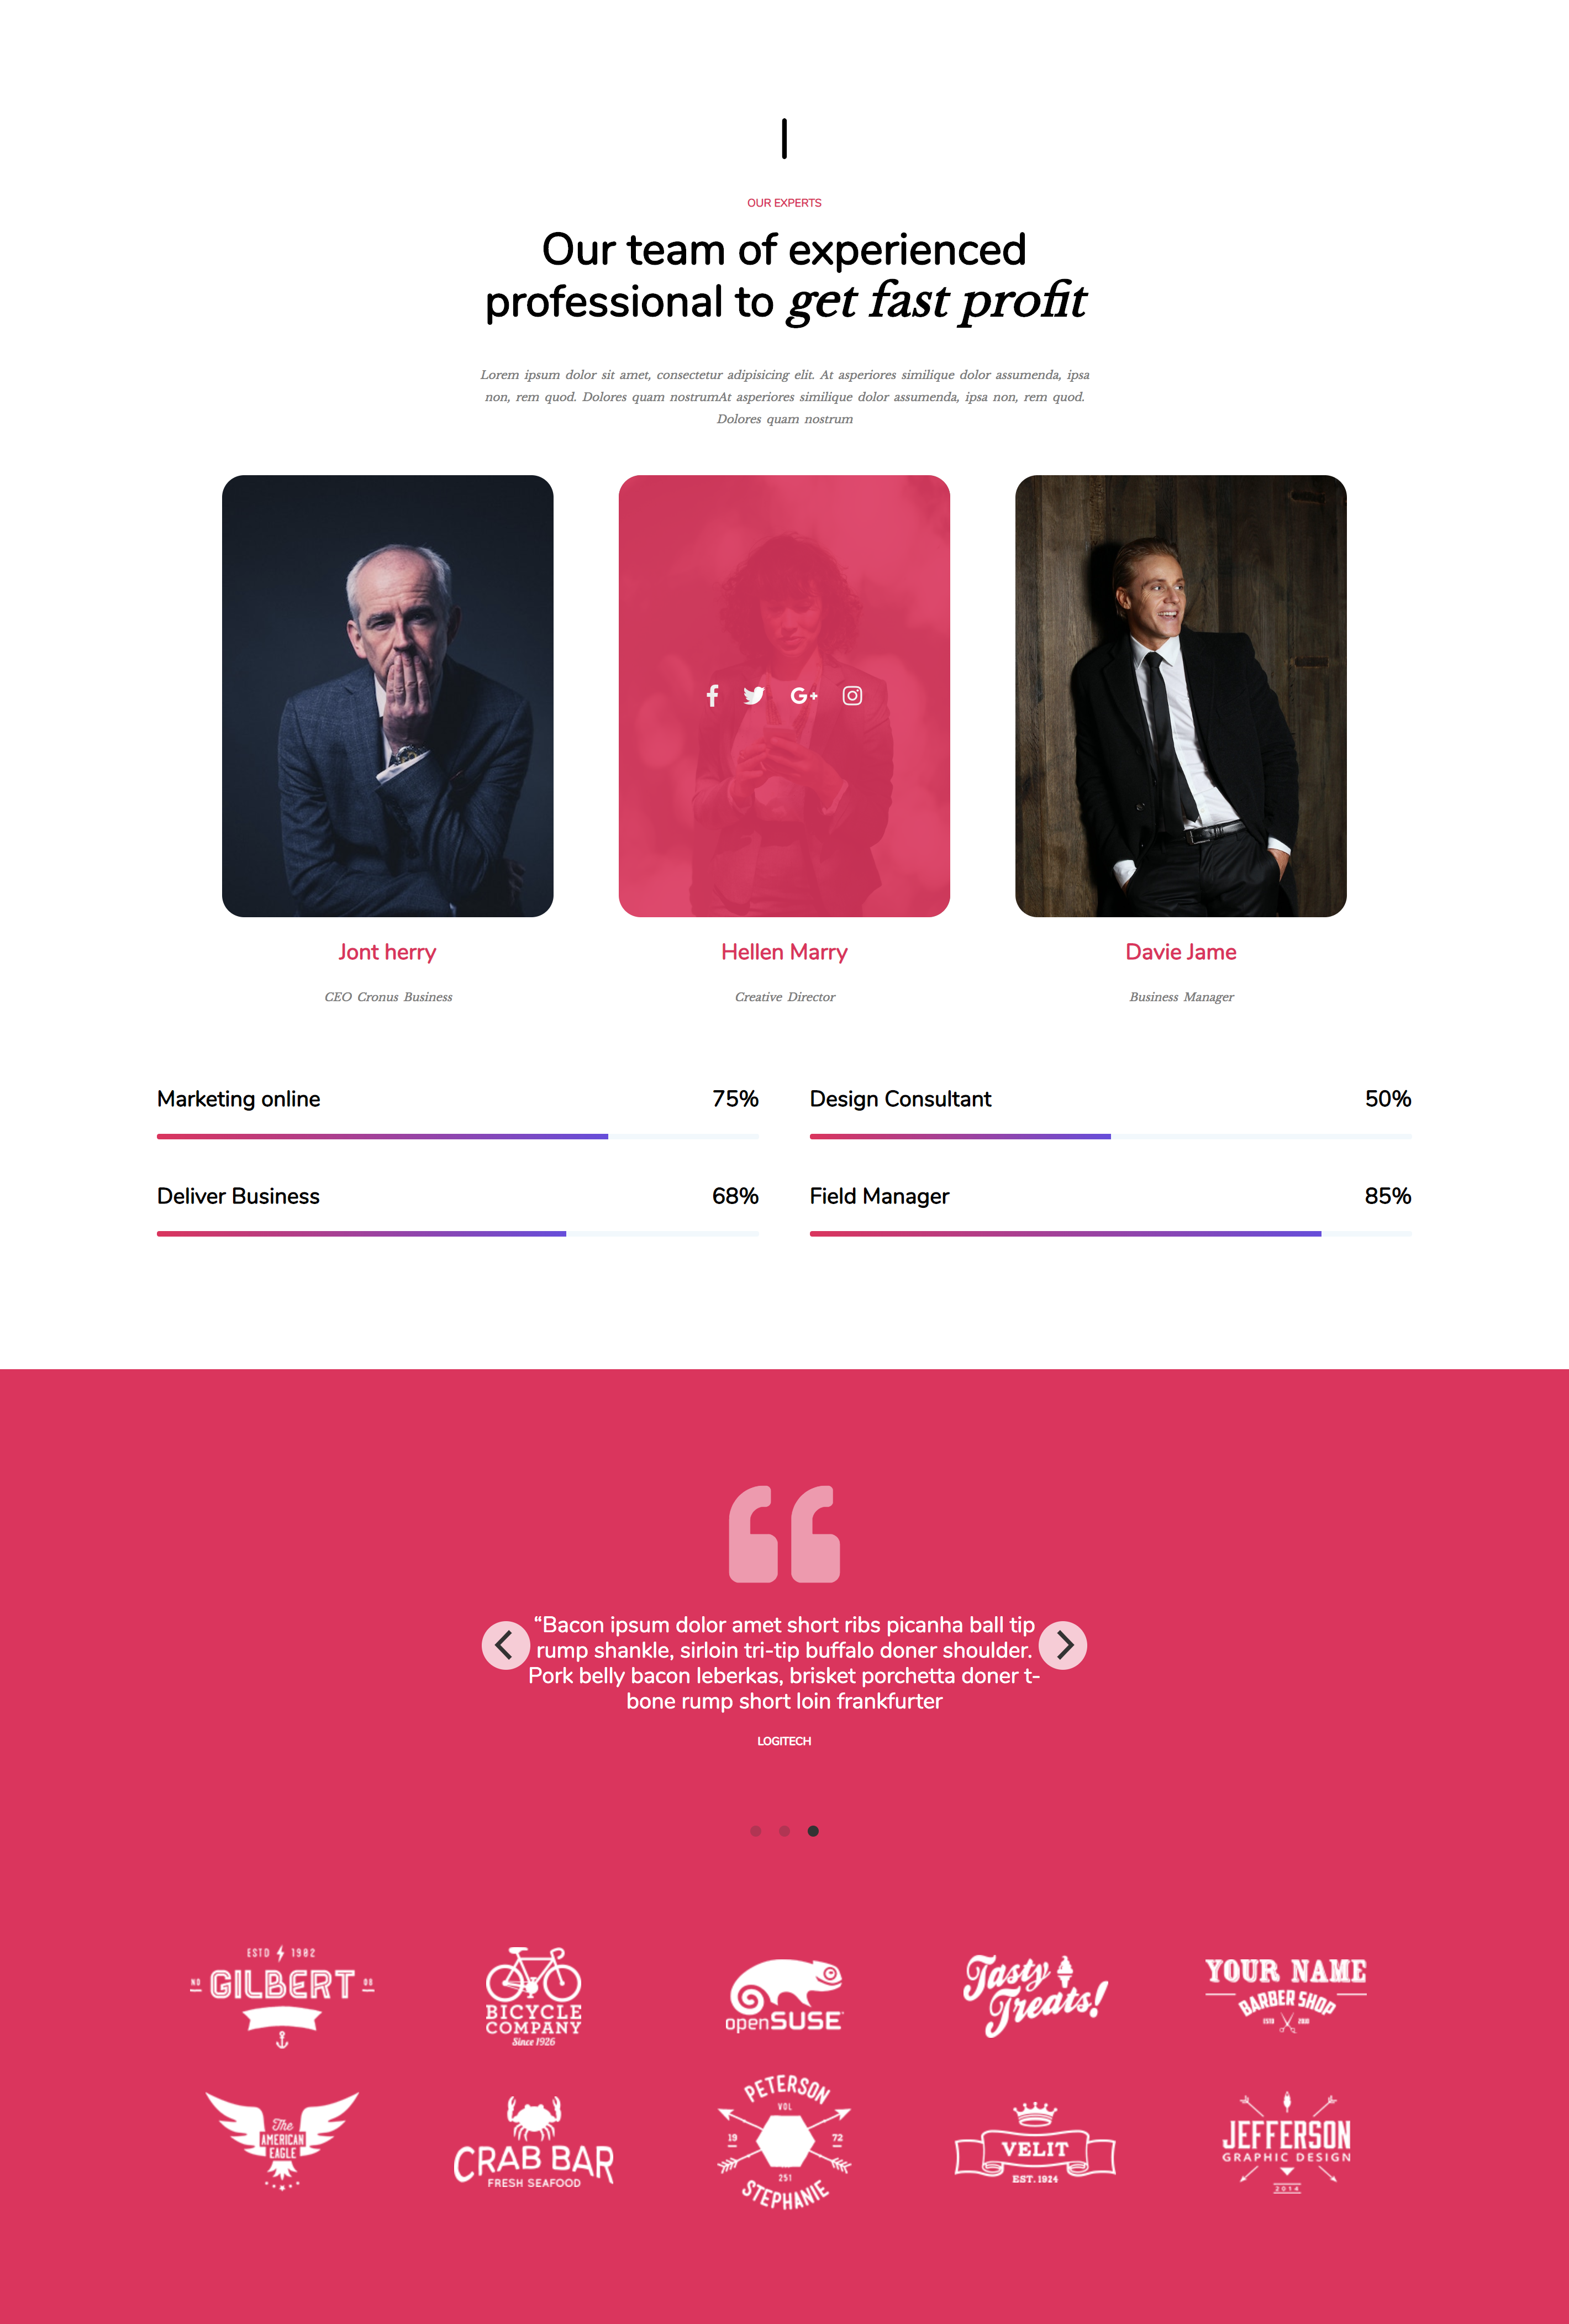 OUR EXPERTS
Our team of experienced
professional to get fast profit
Lorem ipsum dolor sit amet, consectetur adipisicing elit. At asperiores similique dolor assumenda, ipsa
non, rem quod. Dolores quam nostrumAt asperiores similique dolor assumenda, ipsa non, rem quod.
Dolores quam nostrum
Jont herry
CEO Cronus Business
Hellen Marry
Creative Director
Davie Jame
Business Manager
Marketing online 75%
Design Consultant 50%
Deliver Business 68%
Field Manager 85%
“Bacon ipsum dolor amet short ribs picanha ball tip
rump shankle, sirloin tri-tip buffalo doner shoulder.
Pork belly bacon leberkas, brisket porchetta doner t-
bone rump short loin frankfurter
LOGITECH
ESTD 1982
NO GILBERT
BICYCLE
COMPANY
Since 1926
openSUSE
Tasty
Treats!
YOUR NAME
BARBER SHOP
ESTD
The
AMERICAN
EAGLE
CRAB BAR
FRESH SEAFOOD
PETERSON
VOL
19 72
251
STEPHANIE
VELIT
EST. 1924
JEFFERSON
GRAPHIC DESIGN
2014